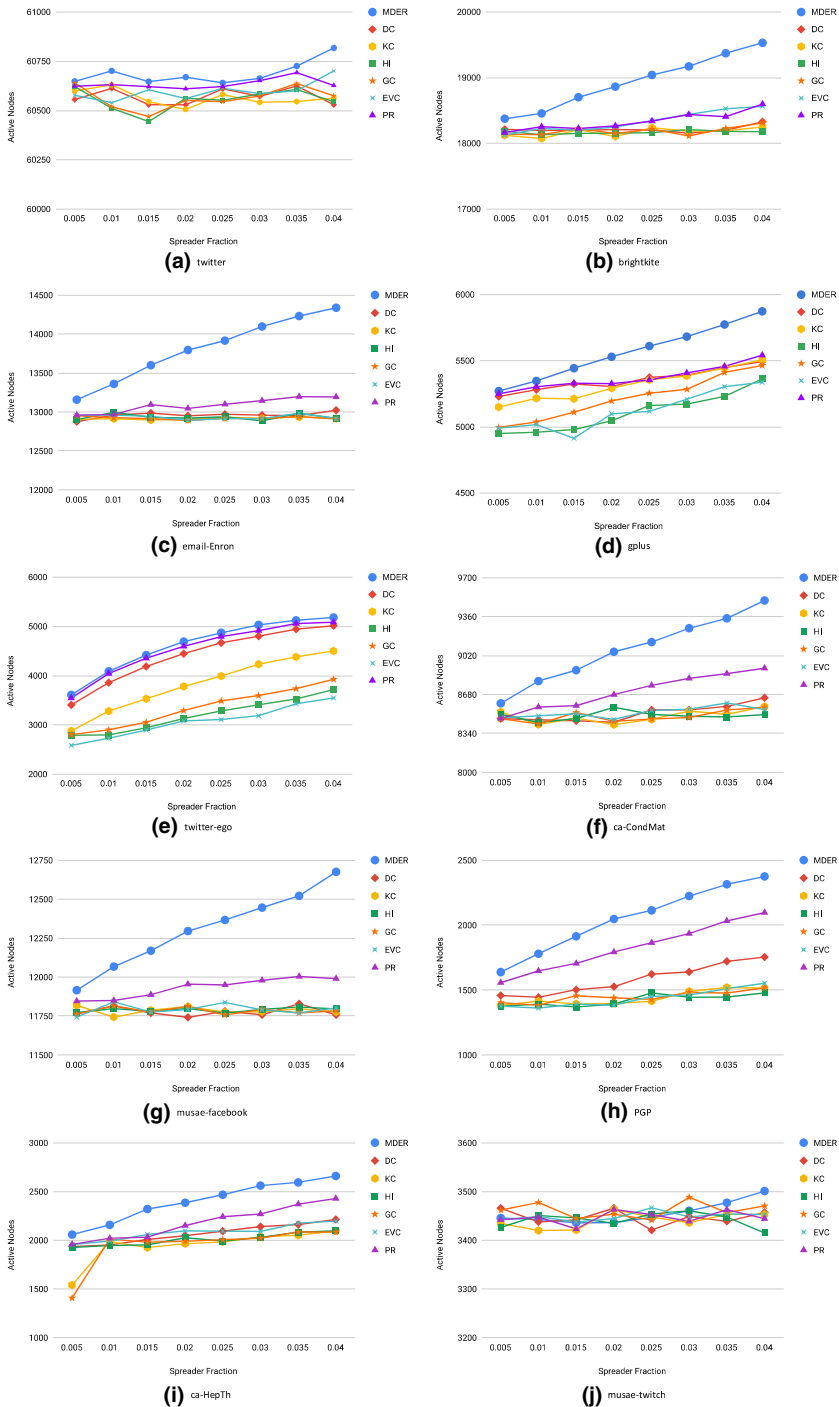 61000
60750
60500
60250
60000
Active Nodes
0.005 0.01 0.015 0.02 0.025 0.03 0.035 0.04
Spreader Fraction
MDER
DC
KC
HI
GC
EVC
PR
(a) twitter
20000
19000
18000
17000
Active Nodes
0.005 0.01 0.015 0.02 0.025 0.03 0.035 0.04
Spreader Fraction
MDER
DC
KC
HI
GC
EVC
PR
(b) brightkite
14500
14000
13500
13000
12500
12000
Active Nodes
0.005 0.01 0.015 0.02 0.025 0.03 0.035 0.04
Spreader Fraction
MDER
DC
KC
HI
GC
EVC
PR
(c) email-Enron
6000
5500
5000
4500
Active Nodes
0.005 0.01 0.015 0.02 0.025 0.03 0.035 0.04
Spreader Fraction
MDER
DC
KC
HI
GC
EVC
PR
(d) gplus
6000
5000
4000
3000
2000
Active Nodes
0.005 0.01 0.015 0.02 0.025 0.03 0.035 0.04
Spreader Fraction
MDER
DC
KC
HI
GC
EVC
PR
(e) twitter-ego
9700
9360
9020
8680
8340
8000
Active Nodes
0.005 0.01 0.015 0.02 0.025 0.03 0.035 0.04
Spreader Fraction
MDER
DC
KC
HI
GC
EVC
PR
(f) ca-CondMat
12750
12500
12250
12000
11750
11500
Active Nodes
0.005 0.01 0.015 0.02 0.025 0.03 0.035 0.04
Spreader Fraction
MDER
DC
KC
HI
GC
EVC
PR
(g) musae-facebook
2500
2000
1500
1000
Active Nodes
0.005 0.01 0.015 0.02 0.025 0.03 0.035 0.04
Spreader Fraction
MDER
DC
KC
HI
GC
EVC
PR
(h) PGP
3000
2500
2000
1500
1000
Active Nodes
0.005 0.01 0.015 0.02 0.025 0.03 0.035 0.04
Spreader Fraction
MDER
DC
KC
HI
GC
EVC
PR
(i) ca-HepTh
3600
3500
3400
3300
3200
Active Nodes
0.005 0.01 0.015 0.02 0.025 0.03 0.035 0.04
Spreader Fraction
MDER
DC
KC
HI
GC
EVC
PR
(j) musae-twitch